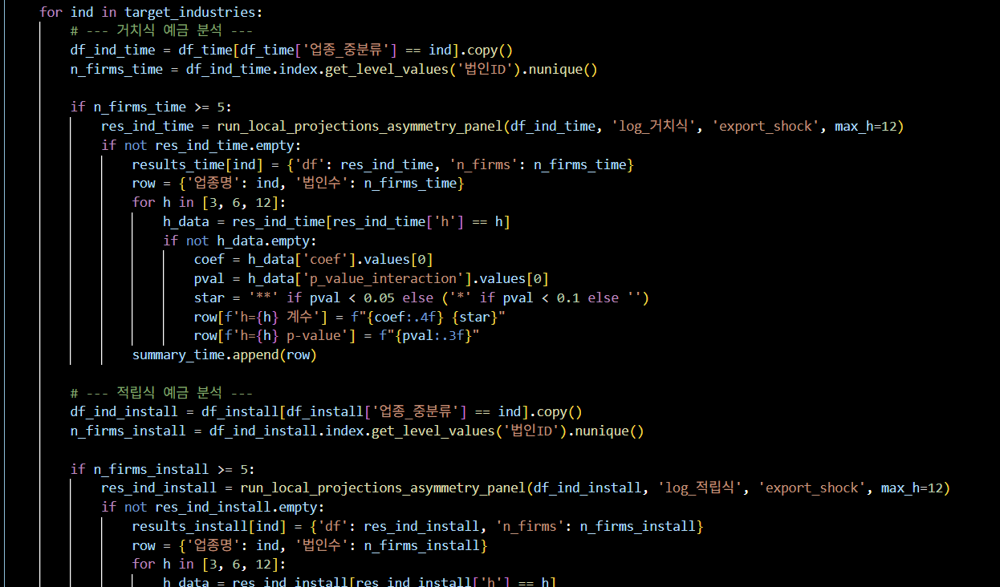 for ind in target_industries:
# --- 거치식 예금 분석 ---
df_ind_time = df_time[df_time['업종_중분류'] == ind].copy()
n_firms_time = df_ind_time.index.get_level_values('법인ID').nunique()
if n_firms_time >= 5:
res_ind_time = run_local_projections_asymmetry_panel(df_ind_time, 'log_거치식', 'export_shock', max_h=12)
if not res_ind_time.empty:
results_time[ind] = {'df': res_ind_time, 'n_firms': n_firms_time}
row = {'업종명': ind, '법인수': n_firms_time}
for h in [3, 6, 12]:
h_data = res_ind_time[res_ind_time['h'] == h]
if not h_data.empty:
coef = h_data['coef'].values[0]
pval = h_data['p_value_interaction'].values[0]
star = '**' if pval < 0.05 else ('*' if pval < 0.1 else '')
row[f'h={h} 계수'] = f"{coef:.4f} {star}"
row[f'h={h} p-value'] = f"{pval:.3f}"
summary_time.append(row)
# --- 적립식 예금 분석 ---
df_ind_install = df_install[df_install['업종_중분류'] == ind].copy()
n_firms_install = df_ind_install.index.get_level_values('법인ID').nunique()
if n_firms_install >= 5:
res_ind_install = run_local_projections_asymmetry_panel(df_ind_install, 'log_적립식', 'export_shock', max_h=12)
if not res_ind_install.empty:
results_install[ind] = {'df': res_ind_install, 'n_firms': n_firms_install}
row = {'업종명': ind, '법인수': n_firms_install}
for h in [3, 6, 12]:
h_data = res_ind_install[res_ind_install['h'] == h]